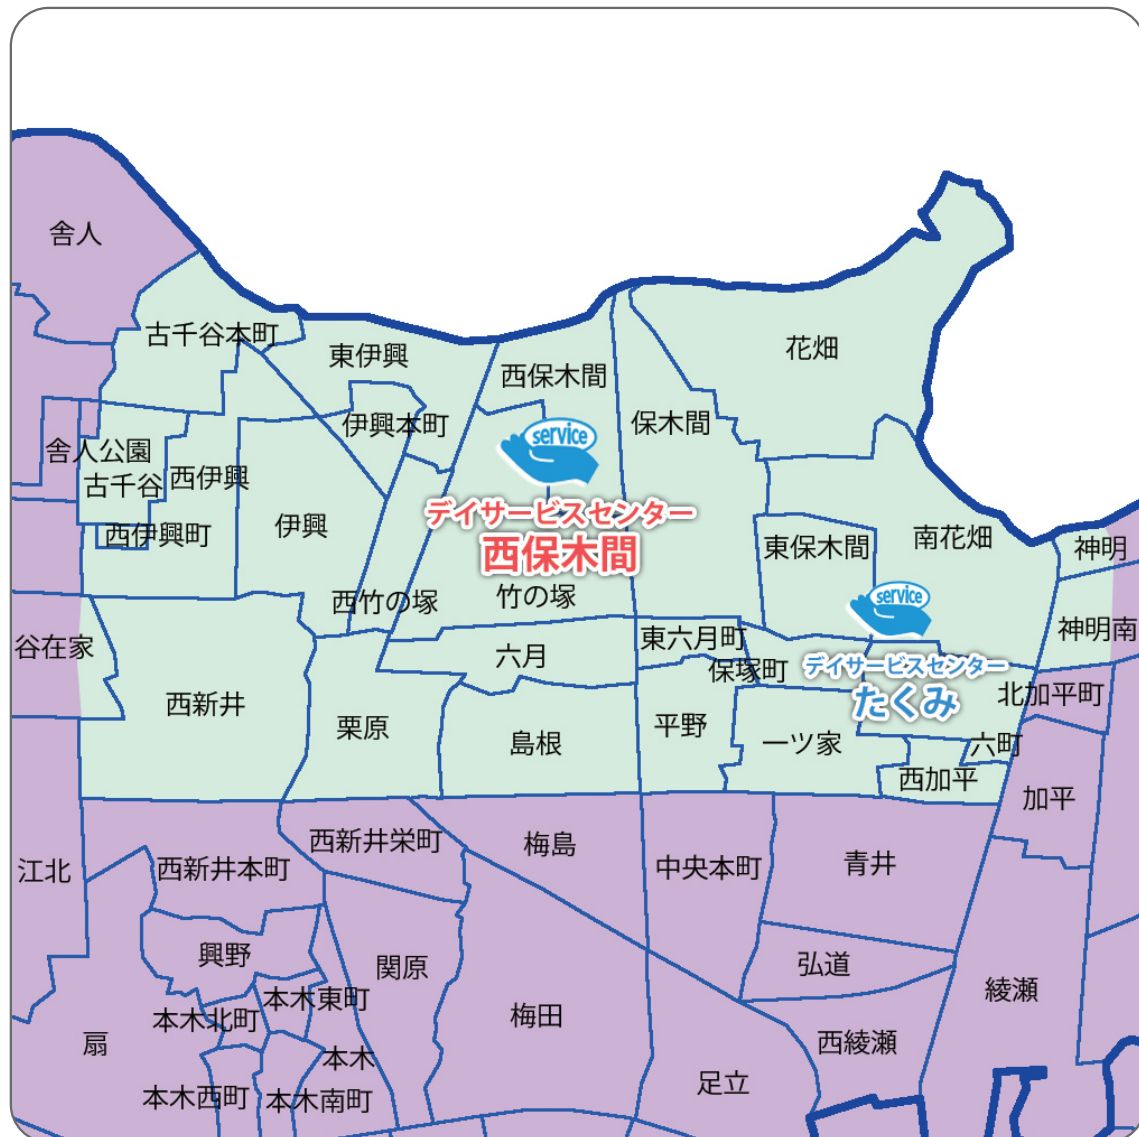 舎人
古千谷本町
東伊興
西保木間
花畑
伊興本町
保木間
舎人公園
古千谷
西伊興
service
デイサービスセンター
西保木間
西伊興町
伊興
東保木間
南花畑
神明
西竹の塚
竹の塚
service
デイサービスセンター
たくみ
谷在家
六月
東六月町
保塚町
神明南
西新井
栗原
島根
平野
一ツ家
北加平町
六町
西加平
加平
江北
西新井本町
西新井栄町
梅島
中央本町
青井
興野
関原
弘道
綾瀬
本木東町
本木北町
梅田
扇
本木
西綾瀬
本木西町
本木南町
足立